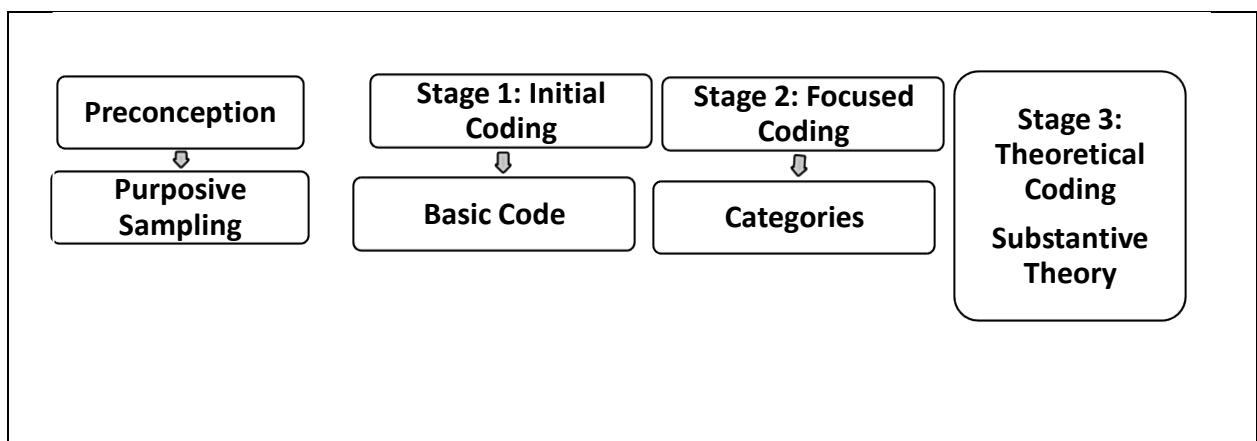 Preconception
Purposive
Sampling
Stage 1: Initial
Coding
Basic Code
Stage 2: Focused
Coding
Categories
Stage 3:
Theoretical
Coding
Substantive
Theory